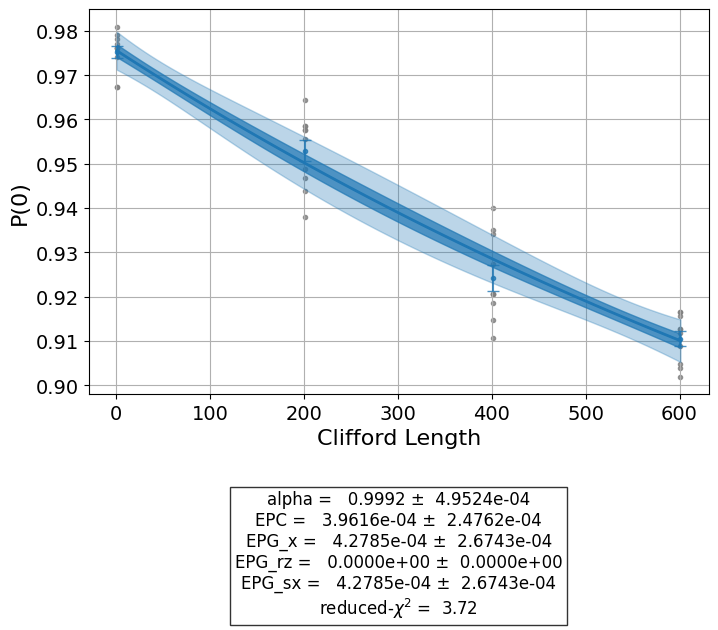 0.98
0.97
0.96
0.95
0.94
0.93
0.92
0.91
0.90
P(0)
0 100 200 300 400 500 600
Clifford Length
alpha = 0.9992 ± 4.9524e-04
EPC = 3.9616e-04 ± 2.4762e-04
EPG_x = 4.2785e-04 ± 2.6743e-04
EPG_rz = 0.0000e+00 ± 0.0000e+00
EPG_sx = 4.2785e-04 ± 2.6743e-04
reduced-χ² = 3.72